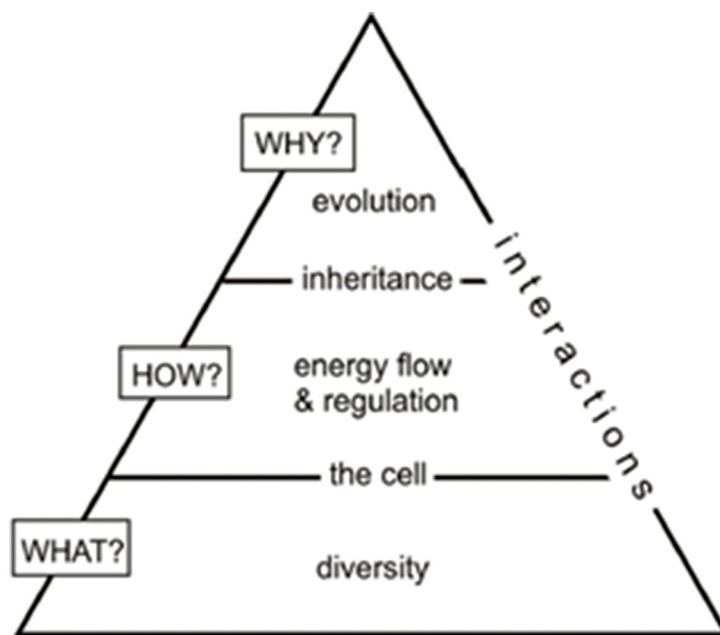 WHY?
evolution
inheritance
HOW?
energy flow
& regulation
the cell
WHAT?
diversity
interactions